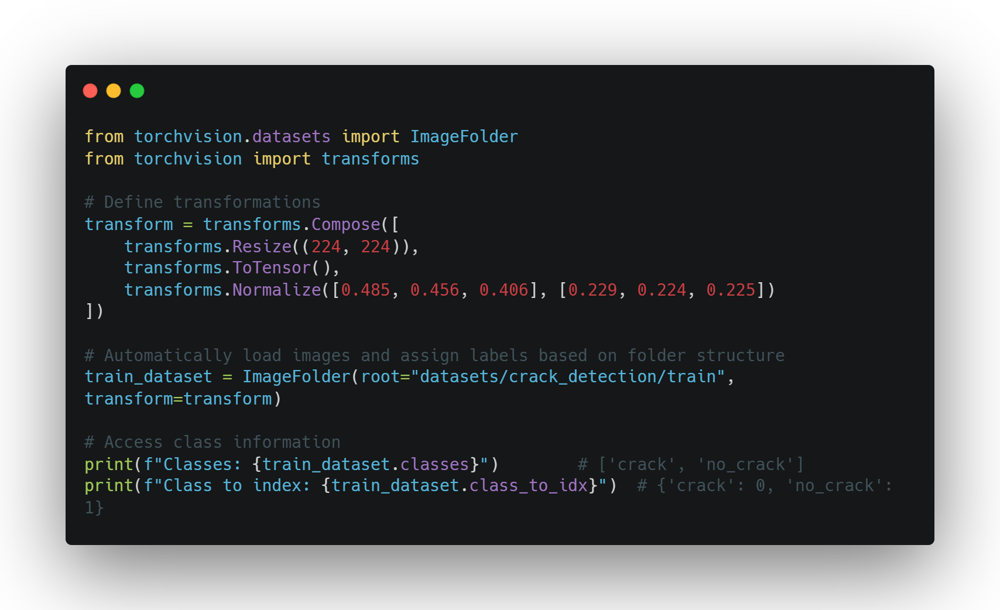 from torchvision.datasets import ImageFolder
from torchvision import transforms

# Define transformations
transform = transforms.Compose([
    transforms.Resize((224, 224)),
    transforms.ToTensor(),
    transforms.Normalize([0.485, 0.456, 0.406], [0.229, 0.224, 0.225])
])

# Automatically load images and assign labels based on folder structure
train_dataset = ImageFolder(root="datasets/crack_detection/train",
transform=transform)

# Access class information
print(f"Classes: {train_dataset.classes}")        # ['crack', 'no_crack']
print(f"Class to index: {train_dataset.class_to_idx}")  # {'crack': 0, 'no_crack':
1}